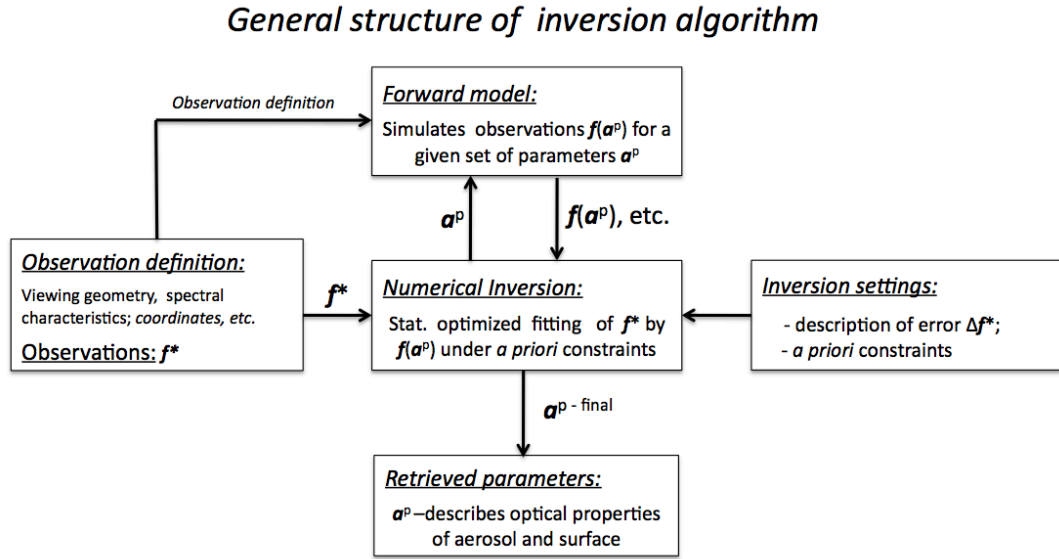 General structure of inversion algorithm
Observation definition
Forward model:
Simulates observations f(aᵖ) for a
given set of parameters aᵖ
aᵖ
f(aᵖ), etc.
Observation definition:
Viewing geometry, spectral
characteristics; coordinates, etc.
Observations: f*
f*
Numerical Inversion:
Stat. optimized fitting of f* by
f(aᵖ) under a priori constraints
Inversion settings:
- description of error Δf*;
- a priori constraints
aᵖ ⁻ ᶠⁱⁿᵃˡ
Retrieved parameters:
aᵖ –describes optical properties
of aerosol and surface